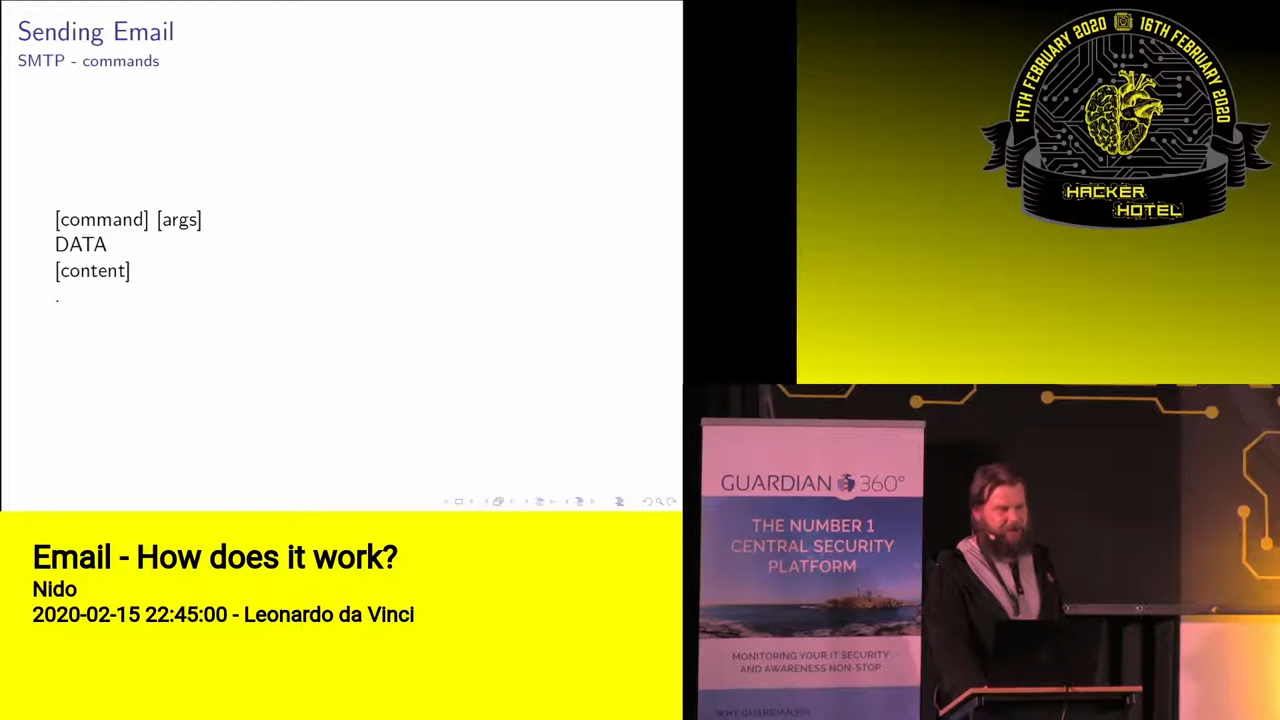 Sending Email
SMTP - commands
[command] [args]
DATA
[content]
.
Email - How does it work?
Nido
2020-02-15 22:45:00 - Leonardo da Vinci
14TH FEBRUARY 2020 16TH FEBRUARY 2020
HACKER
HOTEL
GUARDIAN 360°
THE NUMBER 1
CENTRAL SECURITY
PLATFORM
MONITORING YOUR IT SECURITY
AND AWARENESS NON-STOP
WHY GUARDIAN360